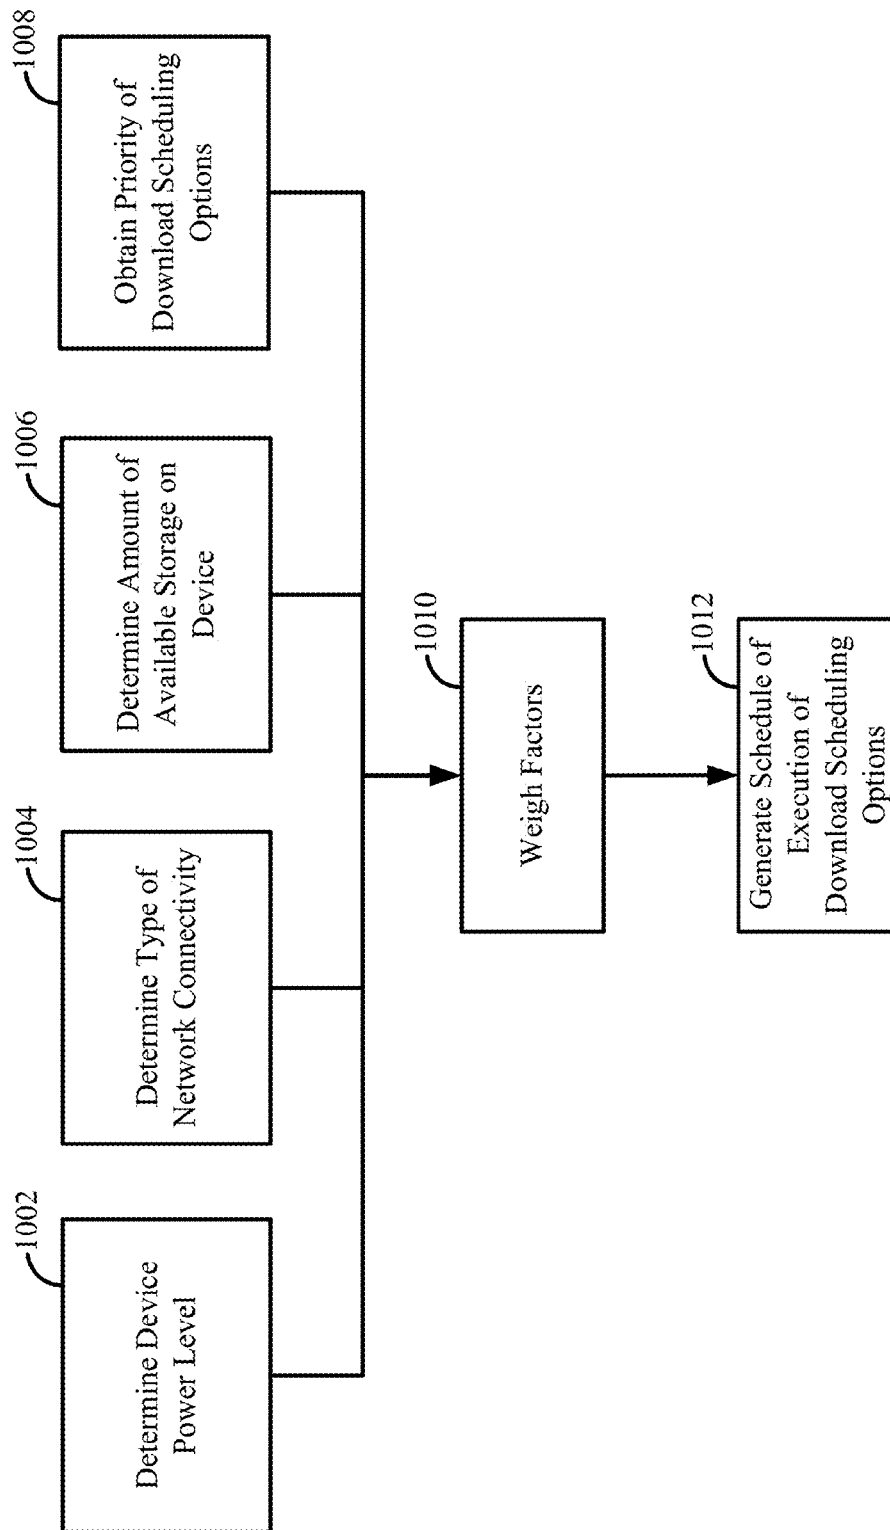 1002
Determine Device
Power Level
1004
Determine Type of
Network Connectivity
1006
Determine Amount of
Available Storage on
Device
1008
Obtain Priority of
Download Scheduling
Options
1010
Weigh Factors
1012
Generate Schedule of
Execution of
Download Scheduling
Options